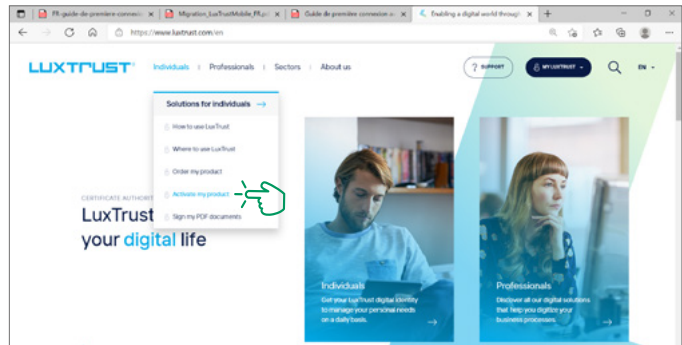 FR-guide-de-premiere-connexio
Migration_LuxTrustMobile_FR.p
Guide de première connexion
Enabling a digital world through
https://www.luxtrust.com/en
LUXTRUST
Individuals
Professionals
Sectors
About us
? SUPPORT
MY LUXTRUST
EN
Solutions for individuals →
How to use LuxTrust
Where to use LuxTrust
Order my product
Activate my product
Sign my PDF documents
CERTIFICATE AUTHORIT
LuxTrust
your digital life
Individuals
Get your LuxTrust digital identity
to manage your personal needs
on a daily basis.
Professionals
Discover all our digital solutions
that help you digitize your
business processes.